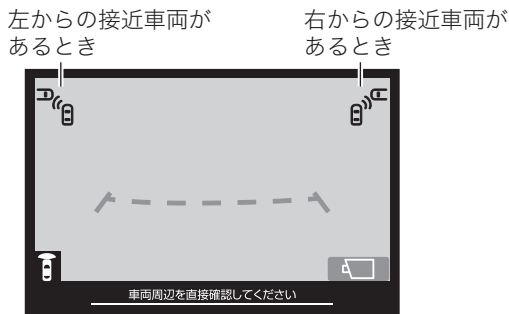 左からの接近車両が
あるとき
右からの接近車両が
あるとき
車両周辺を直接確認してください